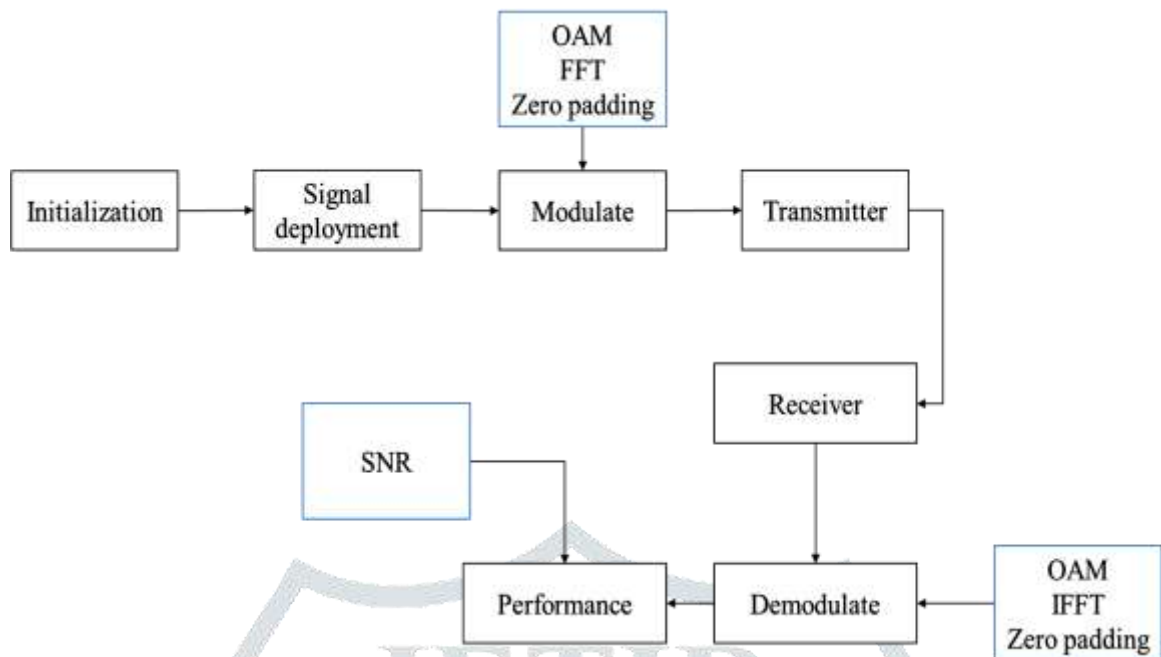 OAM
FFT
Zero padding
Initialization
Signal
deployment
Modulate
Transmitter
Receiver
SNR
Performance
Demodulate
OAM
IFFT
Zero padding